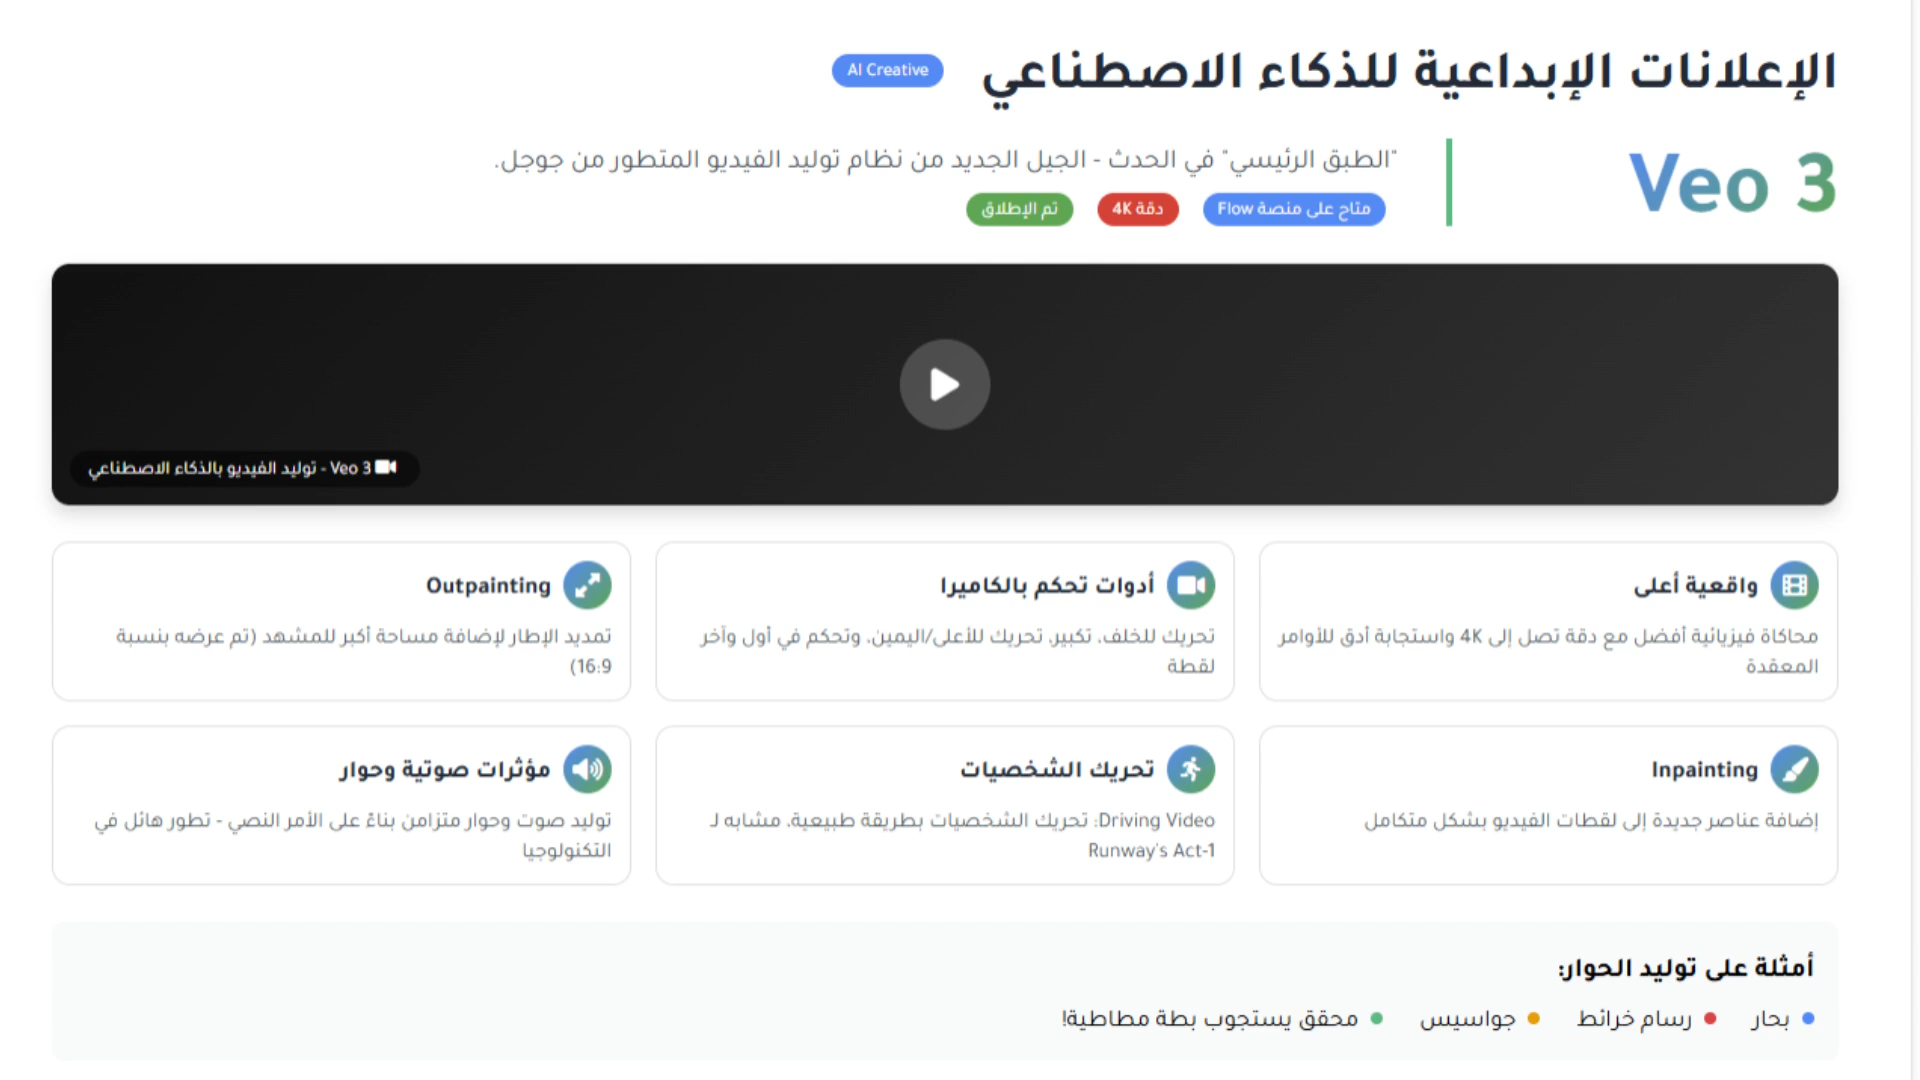 الإعلانات الإبداعية للذكاء الاصطناعي
AI Creative
Veo 3
"الطبق الرئيسي" في الحدث - الجيل الجديد من نظام توليد الفيديو المتطور من جوجل.
متاح على منصة Flow
دقة 4K
تم الإطلاق
Veo 3 - توليد الفيديو بالذكاء الاصطناعي
واقعية أعلى
محاكاة فيزيائية أفضل مع دقة تصل إلى 4K واستجابة أدق للأوامر
المعقدة
أدوات تحكم بالكاميرا
تحريك للخلف، تكبير، تحريك للأعلى/اليمين، وتحكم في أول وآخر
لقطة
Outpainting
تمديد الإطار لإضافة مساحة أكبر للمشهد (تم عرضه بنسبة
16:9)
Inpainting
إضافة عناصر جديدة إلى لقطات الفيديو بشكل متكامل
تحريك الشخصيات
Driving Video: تحريك الشخصيات بطريقة طبيعية، مشابه لـ
Runway's Act-1
مؤثرات صوتية وحوار
توليد صوت وحوار متزامن بناءً على الأمر النصي - تطور هائل في
التكنولوجيا
أمثلة على توليد الحوار:
بحار
رسام خرائط
جواسيس
محقق يستجوب بطة مطاطية!